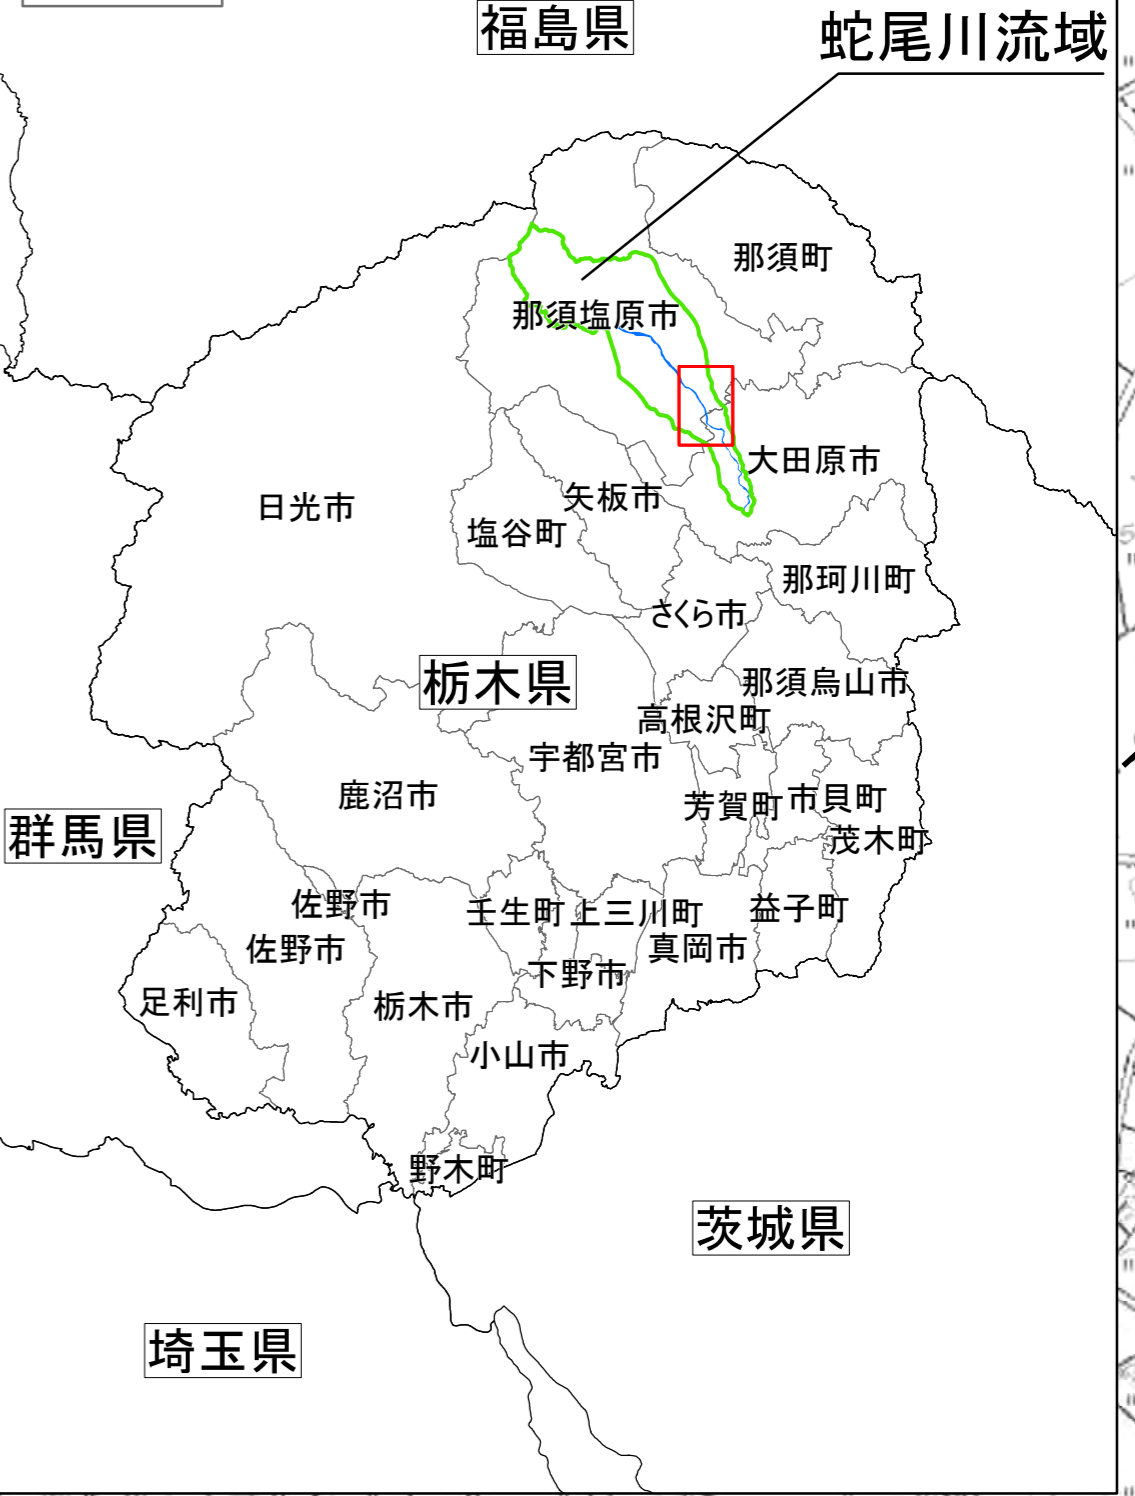 福島県
蛇尾川流域
那須町
那須塩原市
大田原市
矢板市
日光市
塩谷町
那珂川町
さくら市
栃木県
那須烏山市
高根沢町
宇都宮市
鹿沼市
芳賀町
市貝町
群馬県
茂木町
佐野市
壬生町
上三川町
益子町
佐野市
真岡市
下野市
足利市
栃木市
小山市
野木町
茨城県
埼玉県